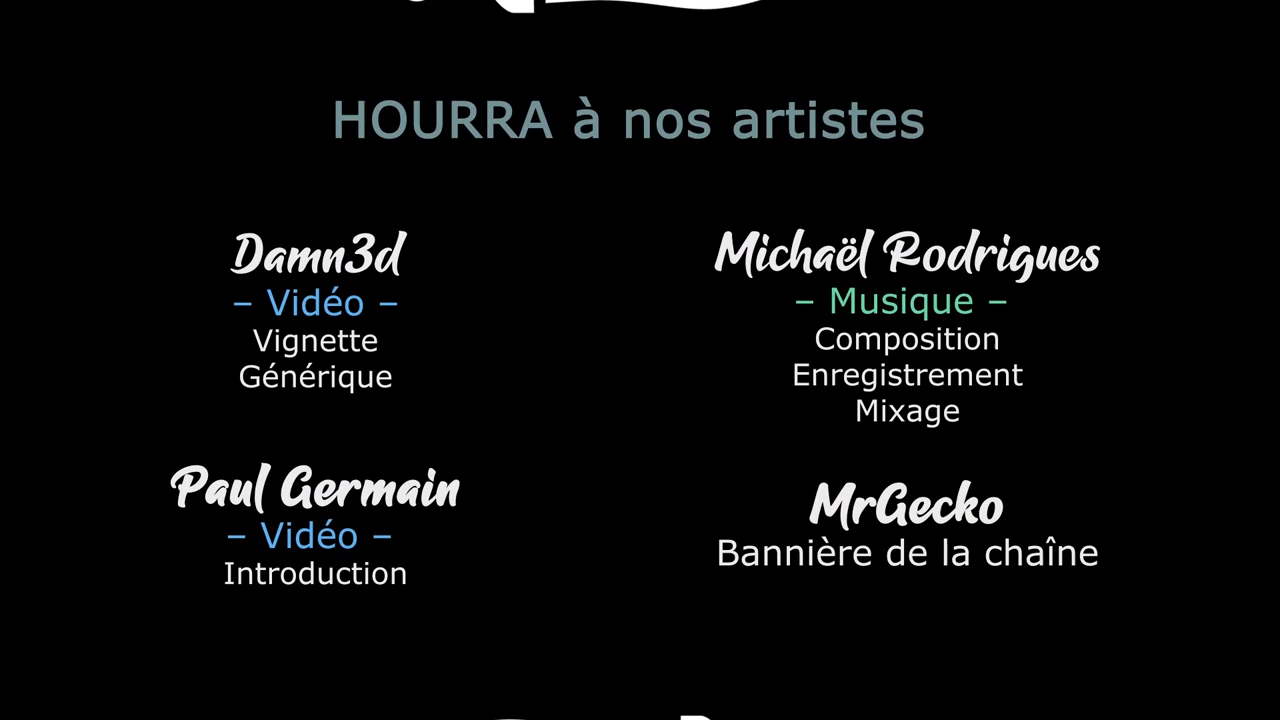 HOURRA à nos artistes
Damn3d
– Vidéo –
Vignette
Générique
Michaël Rodrigues
– Musique –
Composition
Enregistrement
Mixage
Paul Germain
– Vidéo –
Introduction
MrGecko
Bannière de la chaîne